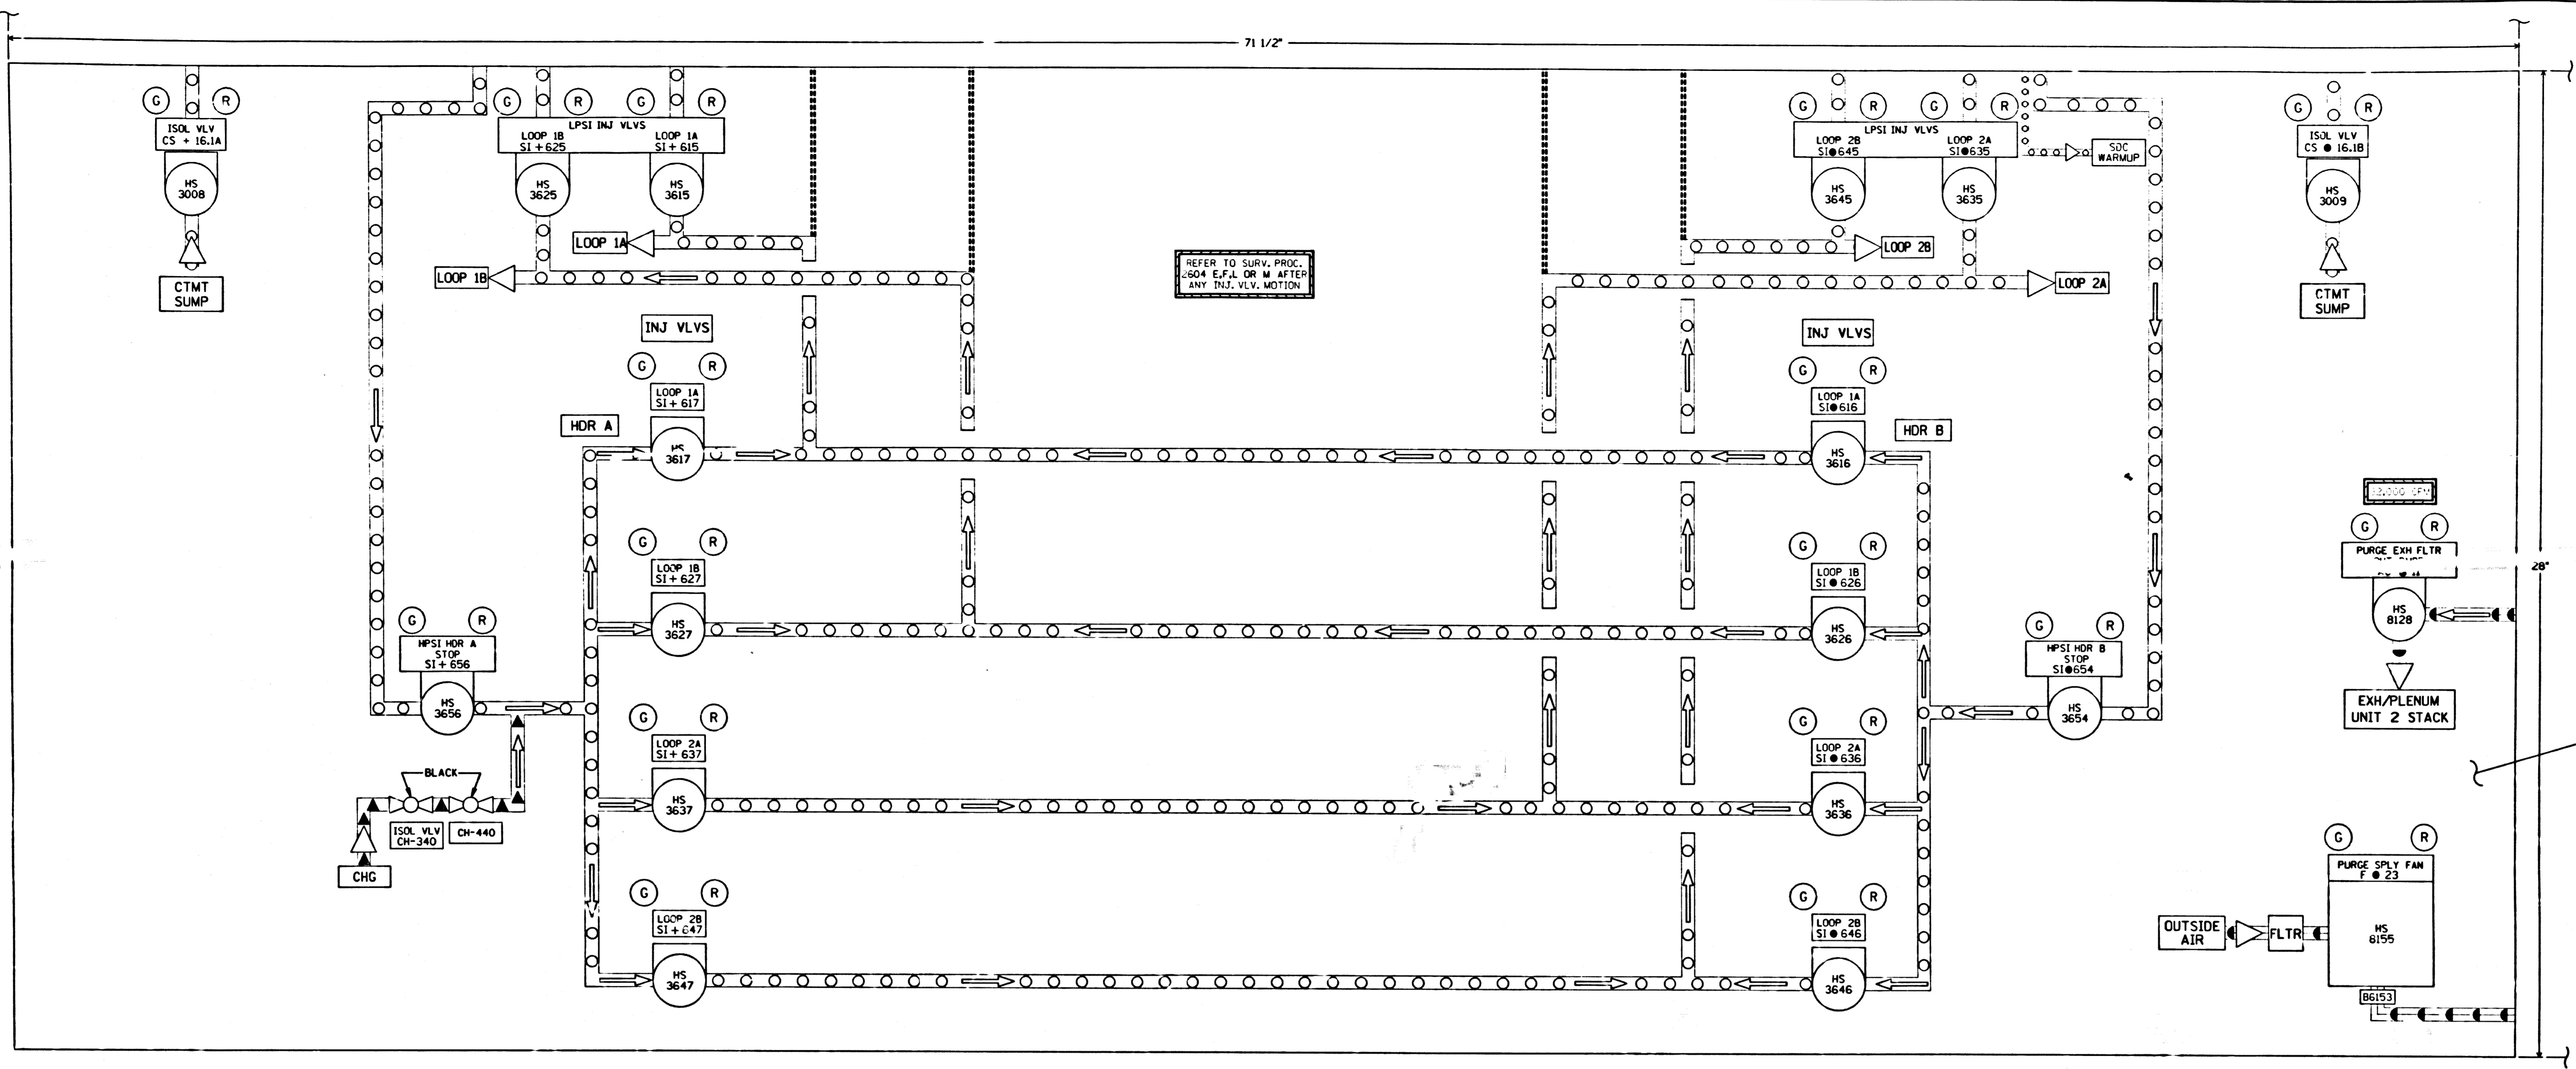 71 1/2"
G R
ISOL VLV
CS + 16.1A
HS
3008
CTMT
SUMP
G R G R
LPSI INJ VLVS
LOOP 1B LOOP 1A
SI + 625 SI + 615
HS
3625
HS
3615
LOOP 1A
LOOP 1B
REFER TO SURV. PROC.
2604 E,F,L OR M AFTER
ANY INJ. VLV. MOTION
G R G R
LPSI INJ VLVS
LOOP 2B LOOP 2A
SI●645 SI●635
HS
3645
HS
3635
SDC
WARMUP
LOOP 2B
LOOP 2A
G R
ISOL VLV
CS ● 16.1B
HS
3009
CTMT
SUMP
INJ VLVS
G R
LOOP 1A
SI + 617
HDR A
HS
3617
INJ VLVS
G R
LOOP 1A
SI●616
HDR B
HS
3616
G R
LOOP 1B
SI + 627
HS
3627
G R
LOOP 1B
SI ● 626
HS
3626
G R
HPSI HDR A
STOP
SI + 656
HS
3656
G R
LOOP 2A
SI + 637
HS
3637
G R
LOOP 2A
SI ● 636
HS
3636
G R
HPSI HDR B
STOP
SI●654
HS
3654
BLACK
ISOL VLV
CH-340
CH-440
CHG
G R
LOOP 2B
SI + 647
HS
3647
G R
LOOP 2B
SI ● 646
HS
3646
CFM
G R
PURGE EXH FLTR
HS
8128
EXH/PLENUM
UNIT 2 STACK
28"
G R
PURGE SPLY FAN
F ● 23
HS
8155
OUTSIDE
AIR
FLTR
B6153